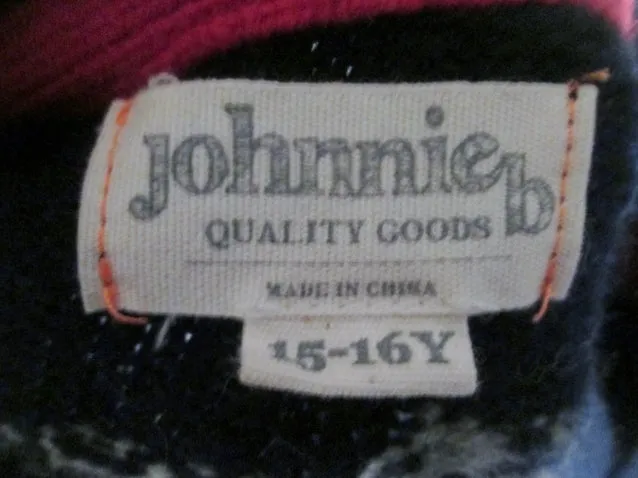 johnnie b
QUALITY GOODS
MADE IN CHINA
15-16Y